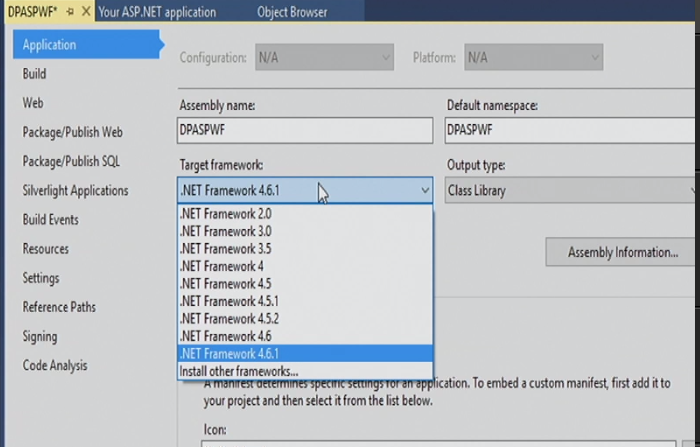 DPASPWF* Your ASP.NET application Object Browser
Application
Build
Web
Package/Publish Web
Package/Publish SQL
Silverlight Applications
Build Events
Resources
Settings
Reference Paths
Signing
Code Analysis
Configuration: N/A Platform: N/A
Assembly name: Default namespace:
DPASPWF DPASPWF
Target framework: Output type:
.NET Framework 4.6.1 Class Library
.NET Framework 2.0
.NET Framework 3.0
.NET Framework 3.5
.NET Framework 4
.NET Framework 4.5
.NET Framework 4.5.1
.NET Framework 4.5.2
.NET Framework 4.6
.NET Framework 4.6.1
Install other frameworks...
Assembly Information...
A manifest determines specific settings for an application. To embed a custom manifest, first add it to
your project and then select it from the list below.
Icon: